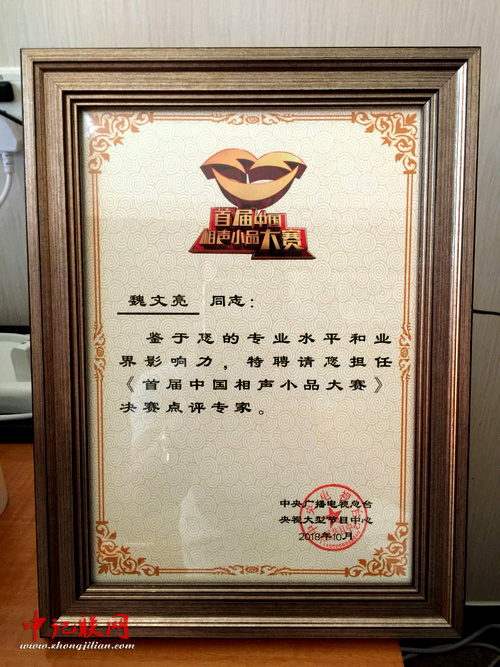 首届中国
相声小品大赛
魏文亮 同志：
鉴于您的专业水平和业
界影响力，特聘请您担任
《首届中国相声小品大赛》
决赛点评专家。
中央广播电视总台
央视大型节目中心
2018年10月
中记联网
www.zhongjilian.com